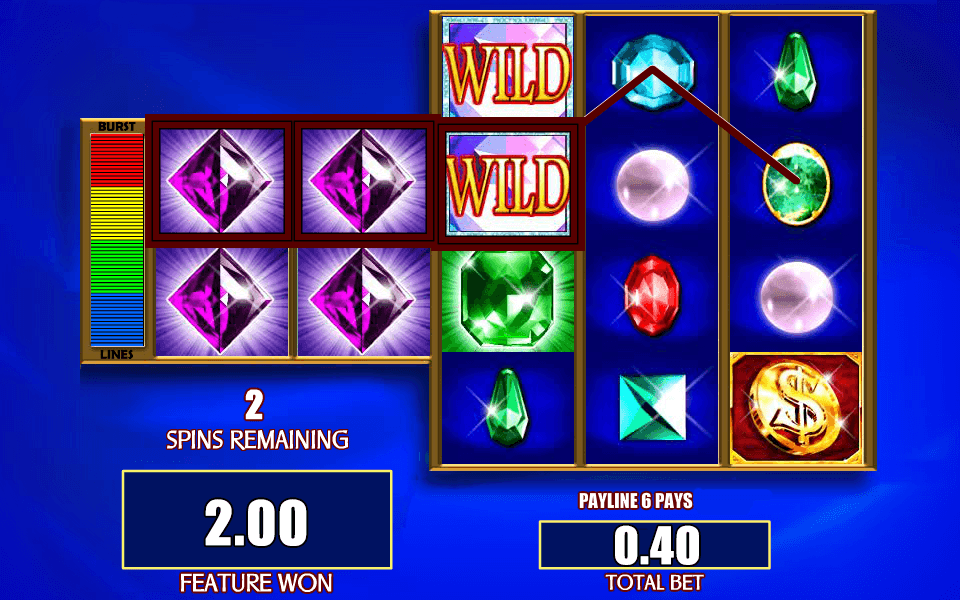 WILD
BURST
WILD
LINES
2
SPINS REMAINING
PAYLINE 6 PAYS
2.00
0.40
FEATURE WON
TOTAL BET